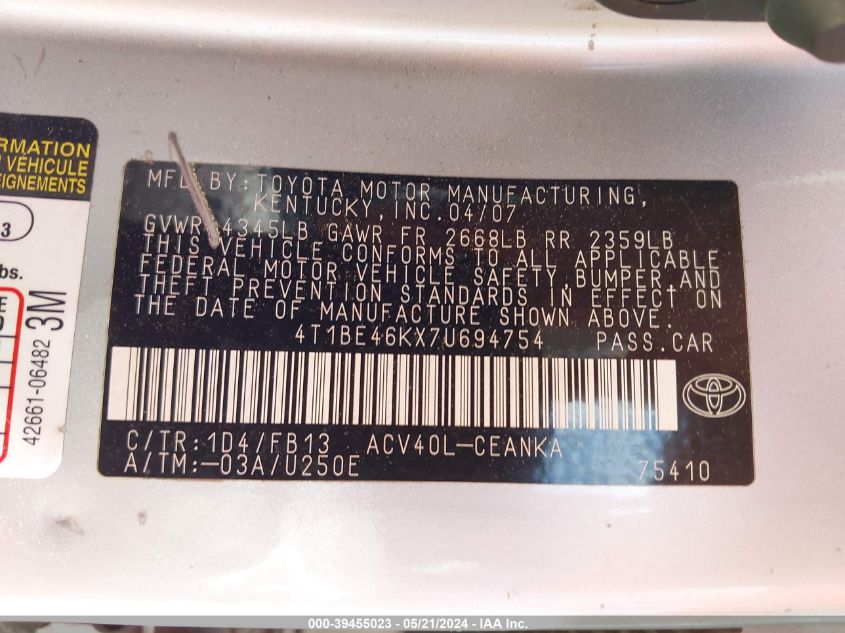 RMATION
VÉHICULE
EIGNEMENTS
3
bs.
E
42661-06482 3M
MFD BY: TOYOTA MOTOR MANUFACTURING,
KENTUCKY, INC. 04/07
GVWR 4345LB GAWR FR 2668LB RR 2359LB
THIS VEHICLE CONFORMS TO ALL APPLICABLE
FEDERAL MOTOR VEHICLE SAFETY, BUMPER, AND
THEFT PREVENTION STANDARDS IN EFFECT ON
THE DATE OF MANUFACTURE SHOWN ABOVE.
4T1BE46KX7U694754 PASS.CAR
C/TR:1D4/FB13 ACV40L-CEANKA
A/TM:-03A/U250E 75410
000-39455023 - 05/21/2024 - IAA Inc.